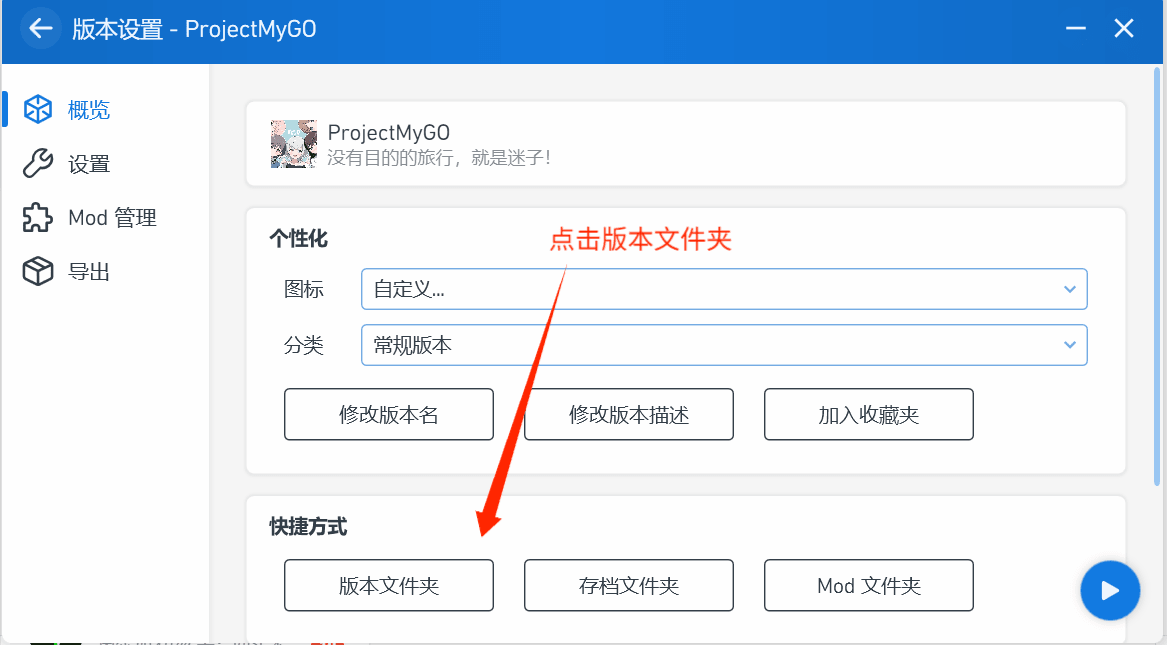 版本设置 - ProjectMyGO
概览
设置
Mod 管理
导出
ProjectMyGO
没有目的的旅行，就是迷子！
个性化
点击版本文件夹
图标 自定义...
分类 常规版本
修改版本名 修改版本描述 加入收藏夹
快捷方式
版本文件夹 存档文件夹 Mod 文件夹